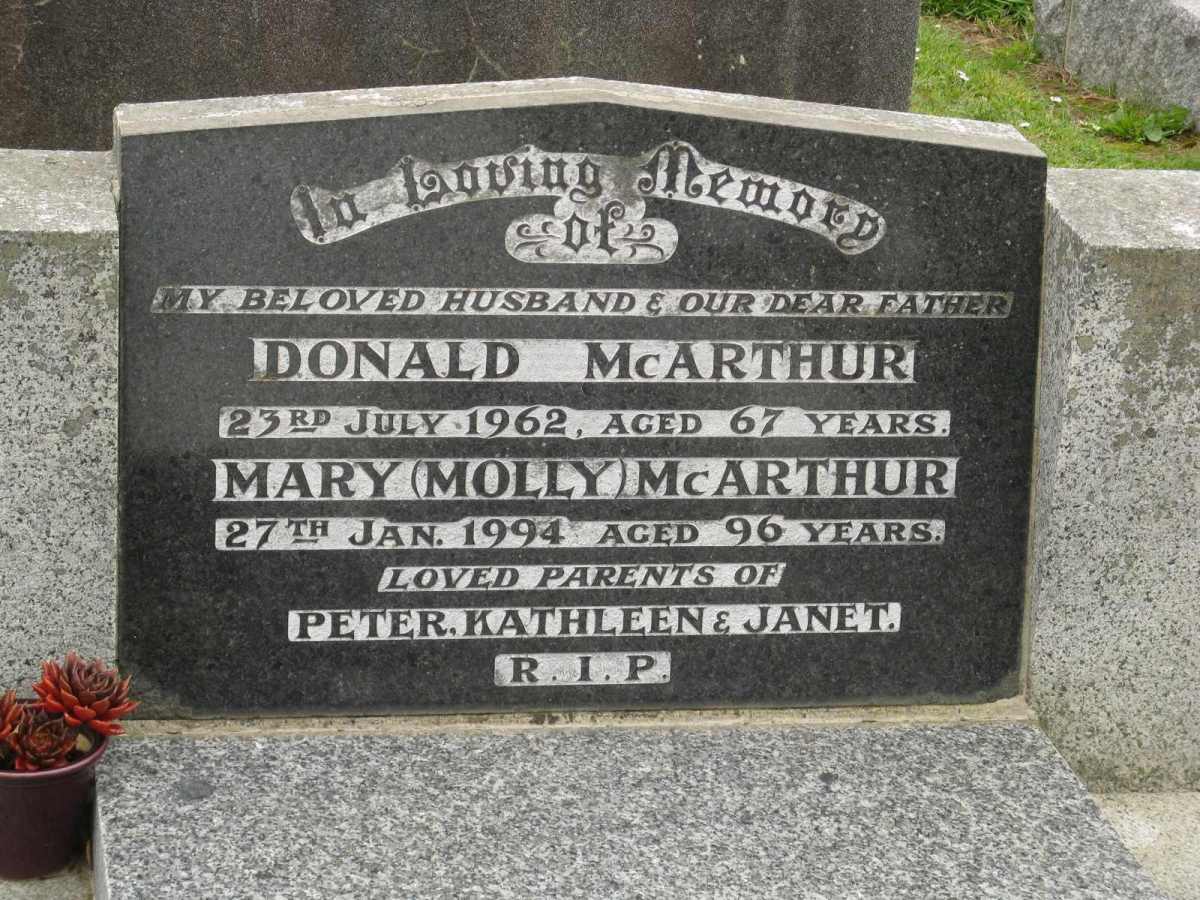 In Loving Memory
of
MY BELOVED HUSBAND & OUR DEAR FATHER
DONALD McARTHUR
23RD JULY 1962, AGED 67 YEARS.
MARY (MOLLY) McARTHUR
27TH JAN. 1994 AGED 96 YEARS.
LOVED PARENTS OF
PETER, KATHLEEN & JANET.
R.I.P.